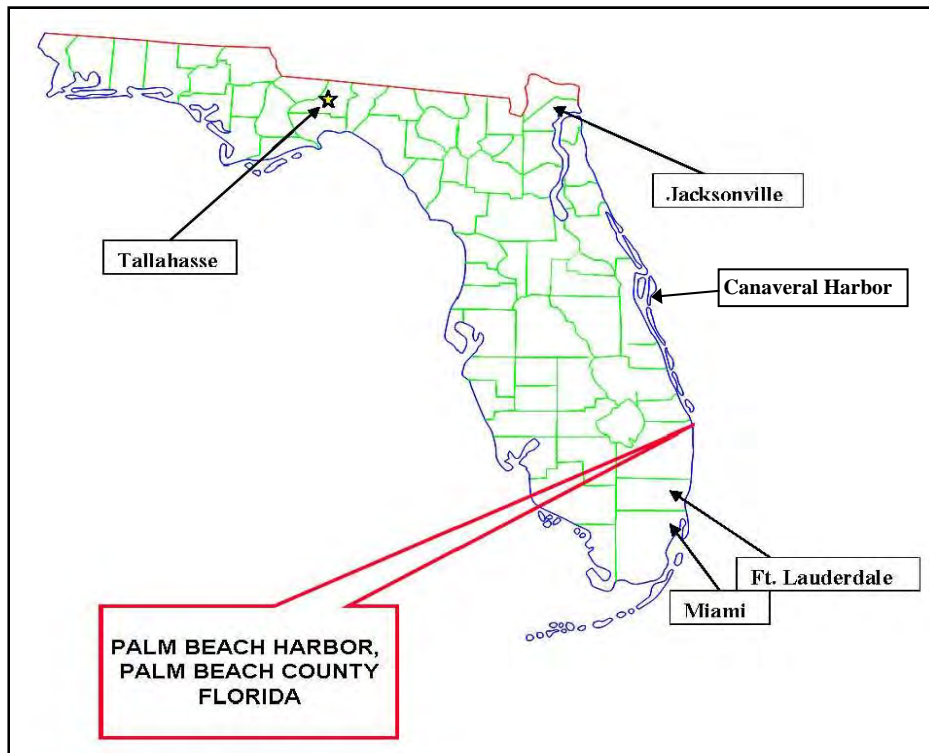 Jacksonville
Tallahasse
Canaveral Harbor
Ft. Lauderdale
Miami
PALM BEACH HARBOR,
PALM BEACH COUNTY
FLORIDA